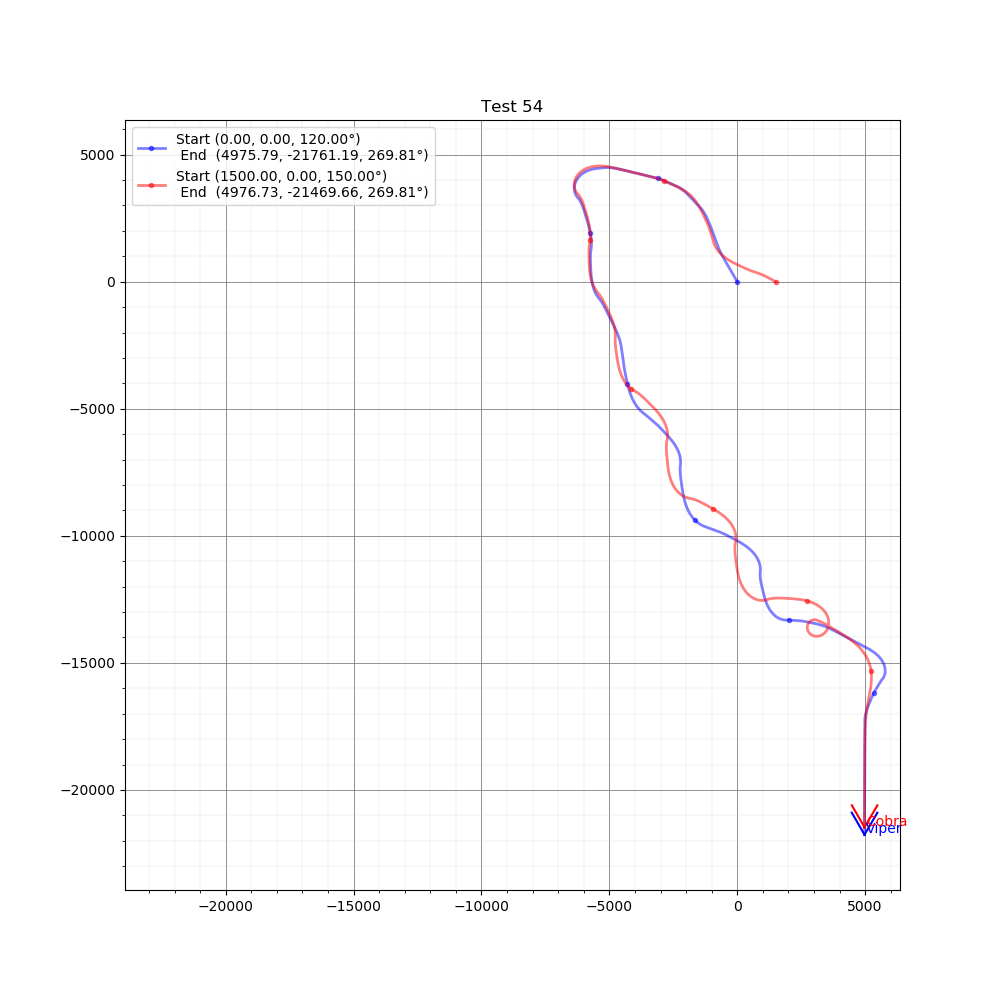 Test 54
Start (0.00, 0.00, 120.00°)
End  (4975.79, -21761.19, 269.81°)
Start (1500.00, 0.00, 150.00°)
End  (4976.73, -21469.66, 269.81°)
5000
0
−5000
−10000
−15000
−20000
Cobra
Viper
−20000 −15000 −10000 −5000 0 5000